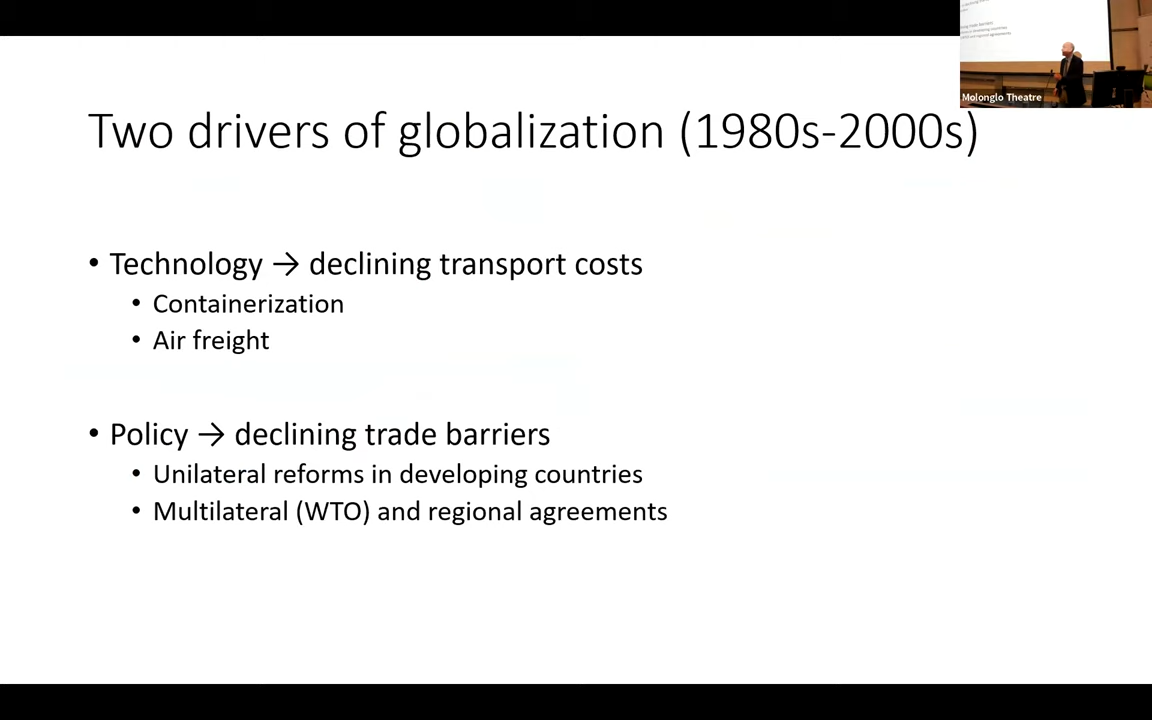 Two drivers of globalization (1980s-2000s)
• Technology → declining transport costs
• Containerization
• Air freight
• Policy → declining trade barriers
• Unilateral reforms in developing countries
• Multilateral (WTO) and regional agreements
Molonglo Theatre